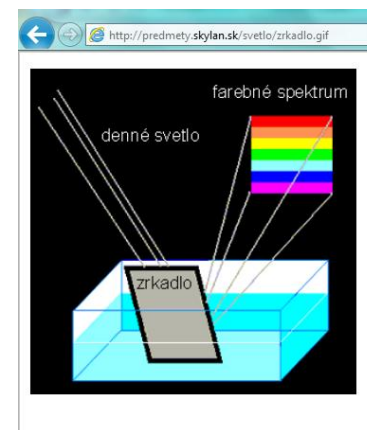 http://predmety.skylan.sk/svetlo/zrkadlo.gif
farebné spektrum
denné svetlo
zrkadlo